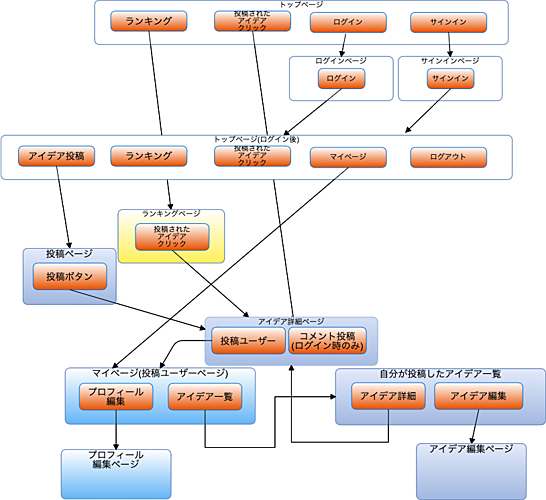 トップページ
ランキング
投稿された
アイデア
クリック
ログイン
サインイン
ログインページ
ログイン
サインインページ
サインイン
トップページ(ログイン後)
アイデア投稿
ランキング
投稿された
アイデア
クリック
マイページ
ログアウト
ランキングページ
投稿された
アイデア
クリック
投稿ページ
投稿ボタン
アイデア詳細ページ
投稿ユーザー
コメント投稿
(ログイン時のみ)
マイページ(投稿ユーザーページ)
プロフィール
編集
アイデア一覧
自分が投稿したアイデア一覧
アイデア詳細
アイデア編集
プロフィール
編集ページ
アイデア編集ページ